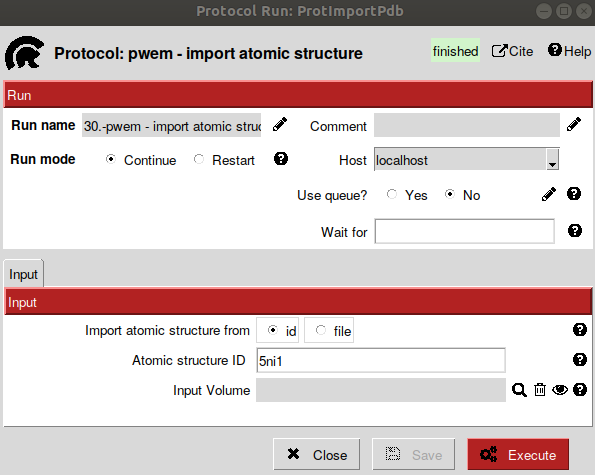 Protocol Run: ProtImportPdb
Protocol: pwem - import atomic structure
finished
Cite
Help
Run
Run name 30.-pwem - import atomic struc Comment
Run mode Continue Restart Host localhost
Use queue? Yes No
Wait for
Input
Input
Import atomic structure from id file
Atomic structure ID 5ni1
Input Volume
Close Save Execute